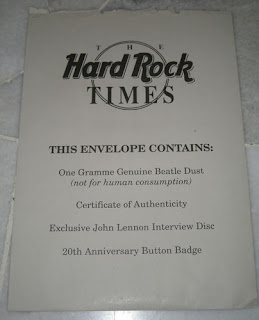 THE
Hard Rock
TIMES
THIS ENVELOPE CONTAINS:
One Gramme Genuine Beatle Dust
(not for human consumption)
Certificate of Authenticity
Exclusive John Lennon Interview Disc
20th Anniversary Button Badge